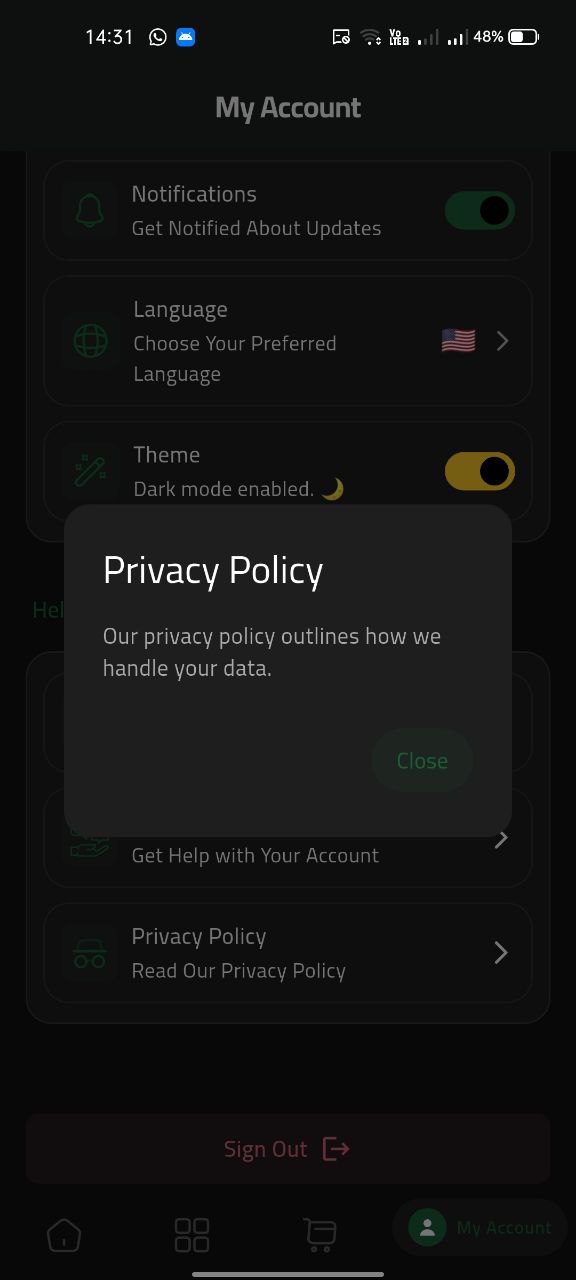 14:31
Vo
LTE2
48%
My Account
Notifications
Get Notified About Updates
Language
Choose Your Preferred
Language
Theme
Dark mode enabled. 🌙
Hel
Privacy Policy
Our privacy policy outlines how we
handle your data.
Close
Get Help with Your Account
Privacy Policy
Read Our Privacy Policy
Sign Out
My Account